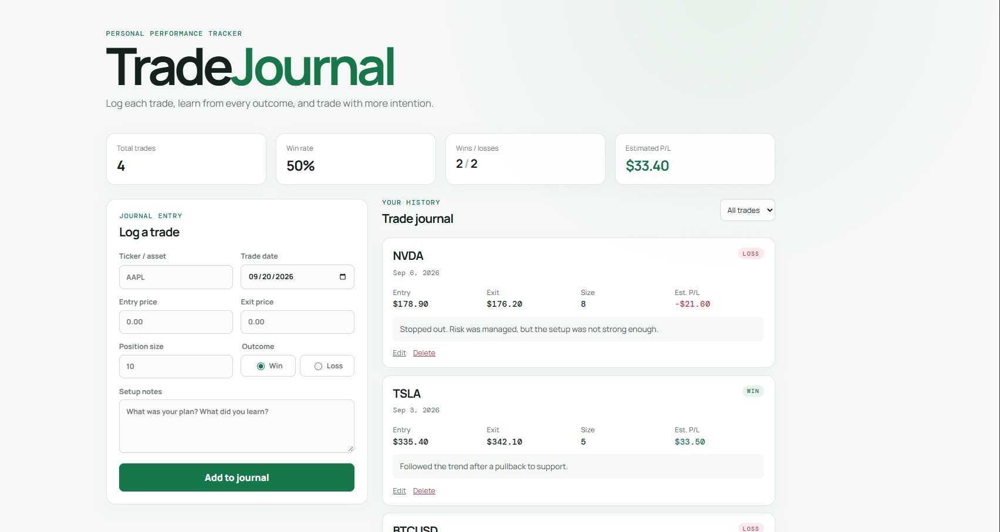 PERSONAL PERFORMANCE TRACKER
TradeJournal
Log each trade, learn from every outcome, and trade with more intention.
Total trades
4
Win rate
50%
Wins / losses
2 / 2
Estimated P/L
$33.40
JOURNAL ENTRY
Log a trade
Ticker / asset
AAPL
Trade date
09/20/2026
Entry price
0.00
Exit price
0.00
Position size
10
Outcome
Win
Loss
Setup notes
What was your plan? What did you learn?
Add to journal
YOUR HISTORY
Trade journal
All trades
NVDA
LOSS
Sep 6, 2026
Entry
$178.90
Exit
$176.20
Size
8
Est. P/L
-$21.60
Stopped out. Risk was managed, but the setup was not strong enough.
Edit Delete
TSLA
WIN
Sep 3, 2026
Entry
$335.40
Exit
$342.10
Size
5
Est. P/L
$33.50
Followed the trend after a pullback to support.
Edit Delete
BTCUSD
LOSS